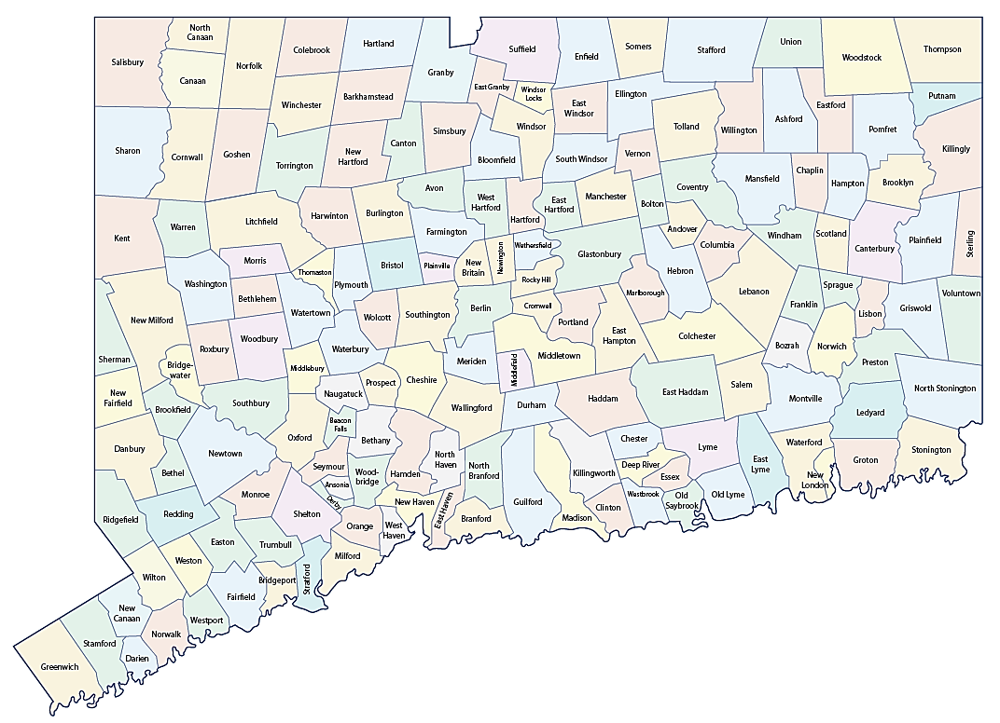 North
Canaan
Salisbury
Canaan
Norfolk
Colebrook
Hartland
Granby
Suffield
Enfield
Somers
Stafford
Union
Woodstock
Thompson
Winchester
Barkhamstead
East Granby
Windsor
Locks
East
Windsor
Ellington
Putnam
Sharon
Cornwall
Goshen
Torrington
New
Hartford
Canton
Simsbury
Bloomfield
Windsor
South Windsor
Vernon
Tolland
Willington
Ashford
Eastford
Pomfret
Killingly
Kent
Warren
Litchfield
Harwinton
Burlington
Avon
West
Hartford
Hartford
East
Hartford
Manchester
Bolton
Coventry
Mansfield
Chaplin
Hampton
Brooklyn
Farmington
Wethersfield
Glastonbury
Andover
Columbia
Windham
Scotland
Canterbury
Plainfield
Sterling
Washington
Morris
Thomaston
Plymouth
Bristol
Plainville
New
Britain
Newington
Rocky Hill
Hebron
Marlborough
Lebanon
Franklin
Sprague
Lisbon
Griswold
Voluntown
New Milford
Bethlehem
Watertown
Wolcott
Southington
Berlin
Cromwell
Portland
East
Hampton
Colchester
Bozrah
Norwich
Preston
Sherman
Bridge-
water
Roxbury
Woodbury
Middlebury
Waterbury
Cheshire
Meriden
Middlefield
Middletown
New
Fairfield
Brookfield
Southbury
Naugatuck
Prospect
Wallingford
Durham
Haddam
East Haddam
Salem
Montville
Ledyard
North Stonington
Danbury
Bethel
Newtown
Oxford
Beacon
Falls
Bethany
Seymour
Ansonia
Derby
Wood-
bridge
Hamden
North
Haven
North
Branford
Guilford
Madison
Killingworth
Chester
Deep River
Essex
Lyme
East
Lyme
Waterford
New
London
Groton
Stonington
Ridgefield
Redding
Monroe
Shelton
Orange
West
Haven
New Haven
East Haven
Branford
Clinton
Westbrook
Old
Saybrook
Old Lyme
Wilton
Weston
Easton
Trumbull
Milford
Stratford
Bridgeport
Fairfield
Westport
Norwalk
New
Canaan
Darien
Stamford
Greenwich